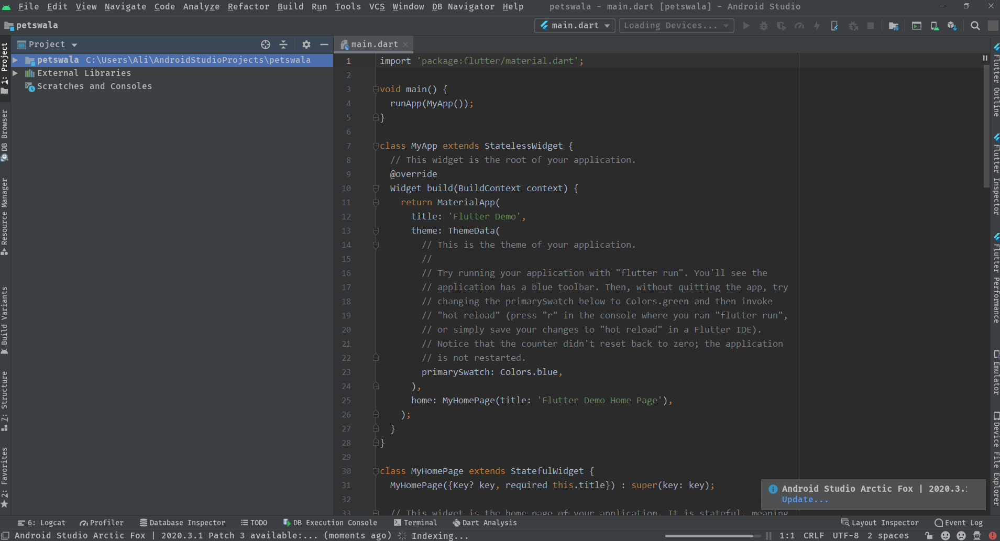 File Edit View Navigate Code Analyze Refactor Build Run Tools VCS Window DB Navigator Help petswala - main.dart [petswala] - Android Studio
petswala main.dart Loading Devices...
Project main.dart
petswala C:\Users\Ali\AndroidStudioProjects\petswala
External Libraries
Scratches and Consoles
1: Project
DB Browser
Resource Manager
Build Variants
7: Structure
2: Favorites
1 import 'package:flutter/material.dart';
2
3 void main() {
4 runApp(MyApp());
5 }
6
7 class MyApp extends StatelessWidget {
8 // This widget is the root of your application.
9 @override
10 Widget build(BuildContext context) {
11 return MaterialApp(
12 title: 'Flutter Demo',
13 theme: ThemeData(
14 // This is the theme of your application.
15 //
16 // Try running your application with "flutter run". You'll see the
17 // application has a blue toolbar. Then, without quitting the app, try
18 // changing the primarySwatch below to Colors.green and then invoke
19 // "hot reload" (press "r" in the console where you ran "flutter run",
20 // or simply save your changes to "hot reload" in a Flutter IDE).
21 // Notice that the counter didn't reset back to zero; the application
22 // is not restarted.
23 primarySwatch: Colors.blue,
24 ),
25 home: MyHomePage(title: 'Flutter Demo Home Page'),
26 );
27 }
28 }
29
30 class MyHomePage extends StatefulWidget {
31 MyHomePage({Key? key, required this.title}) : super(key: key);
32
33 // This widget is the home page of your application. It is stateful, meaning
Flutter Outline
Flutter Inspector
Flutter Performance
Emulator
Device File Explorer
Android Studio Arctic Fox | 2020.3.
Update...
6: Logcat Profiler Database Inspector TODO DB Execution Console Terminal Dart Analysis Layout Inspector Event Log
Android Studio Arctic Fox | 2020.3.1 Patch 3 available:... (moments ago) Indexing... 1:1 CRLF UTF-8 2 spaces